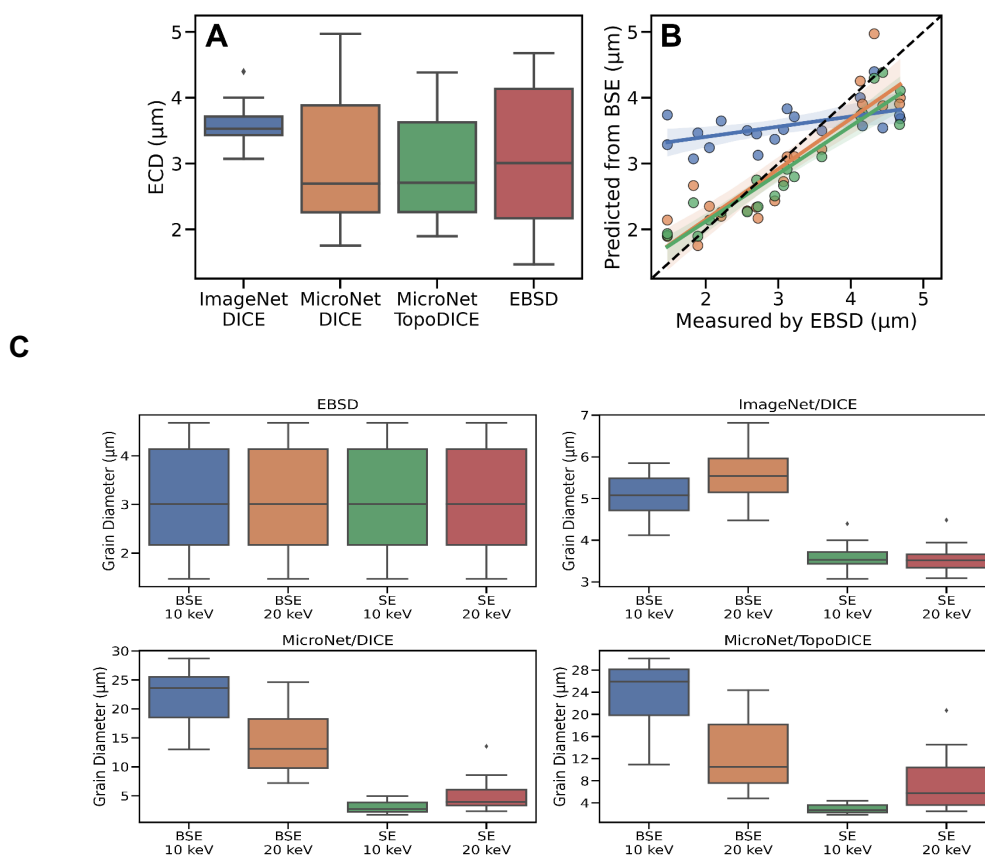 A
ECD (μm)
5
4
3
2
ImageNet DICE
MicroNet DICE
MicroNet TopoDICE
EBSD
B
Predicted from BSE (μm)
5
4
3
2
2 3 4 5
Measured by EBSD (μm)
C
EBSD
Grain Diameter (μm)
4
3
2
BSE 10 keV
BSE 20 keV
SE 10 keV
SE 20 keV
ImageNet/DICE
Grain Diameter (μm)
7
6
5
4
3
BSE 10 keV
BSE 20 keV
SE 10 keV
SE 20 keV
MicroNet/DICE
Grain Diameter (μm)
30
25
20
15
10
5
BSE 10 keV
BSE 20 keV
SE 10 keV
SE 20 keV
MicroNet/TopoDICE
Grain Diameter (μm)
28
24
20
16
12
8
4
BSE 10 keV
BSE 20 keV
SE 10 keV
SE 20 keV